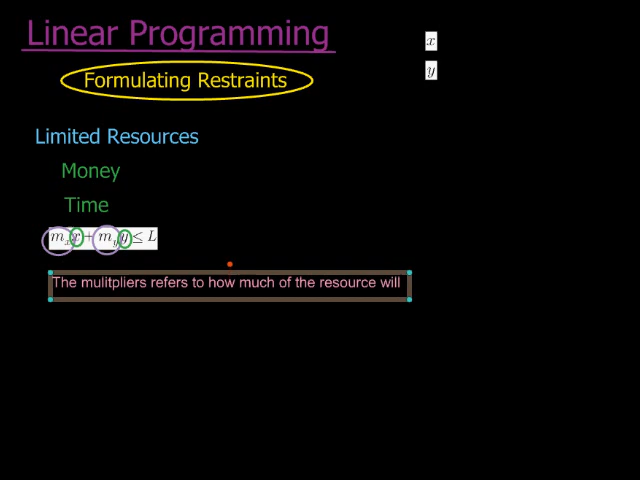 Linear Programming
x
Formulating Restraints
y
Limited Resources
Money
Time
m_x x + m_y y ≤ L
The mulitpliers refers to how much of the resource will